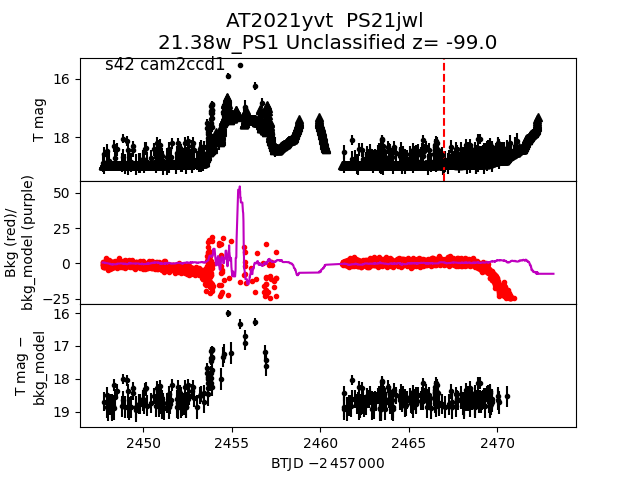 AT2021yvt  PS21jwl
21.38w_PS1 Unclassified z= -99.0
s42 cam2ccd1
T mag
16
18
Bkg (red)/
bkg_model (purple)
50
25
0
−25
T mag −
bkg_model
16
17
18
19
2450
2455
2460
2465
2470
BTJD −2 457 000